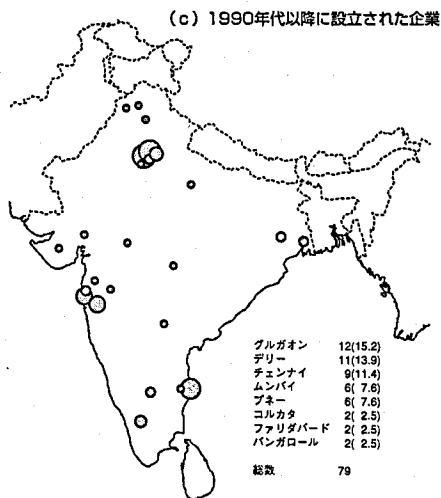 (c) 1990年代以降に設立された企業
グルガオン 12(15.2)
デリー 11(13.9)
チェンナイ 9(11.4)
ムンバイ 6( 7.6)
プネー 6( 7.6)
コルカタ 2( 2.5)
ファリダバード 2( 2.5)
バンガロール 2( 2.5)
総数 79